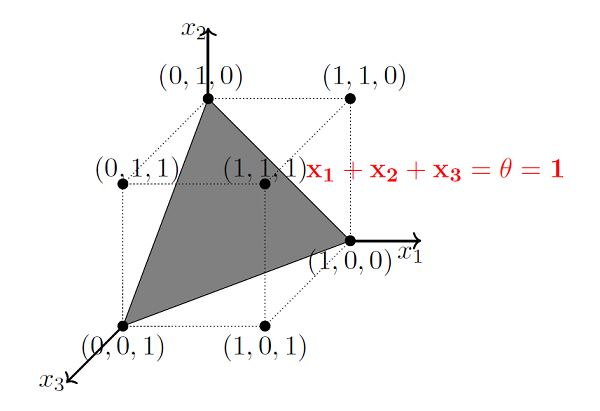 x₂
(0, 1, 0)
(1, 1, 0)
(0, 1, 1)
(1, 1, 1)
x₁ + x₂ + x₃ = θ = 1
(1, 0, 0)
x₁
(0, 0, 1)
(1, 0, 1)
x₃